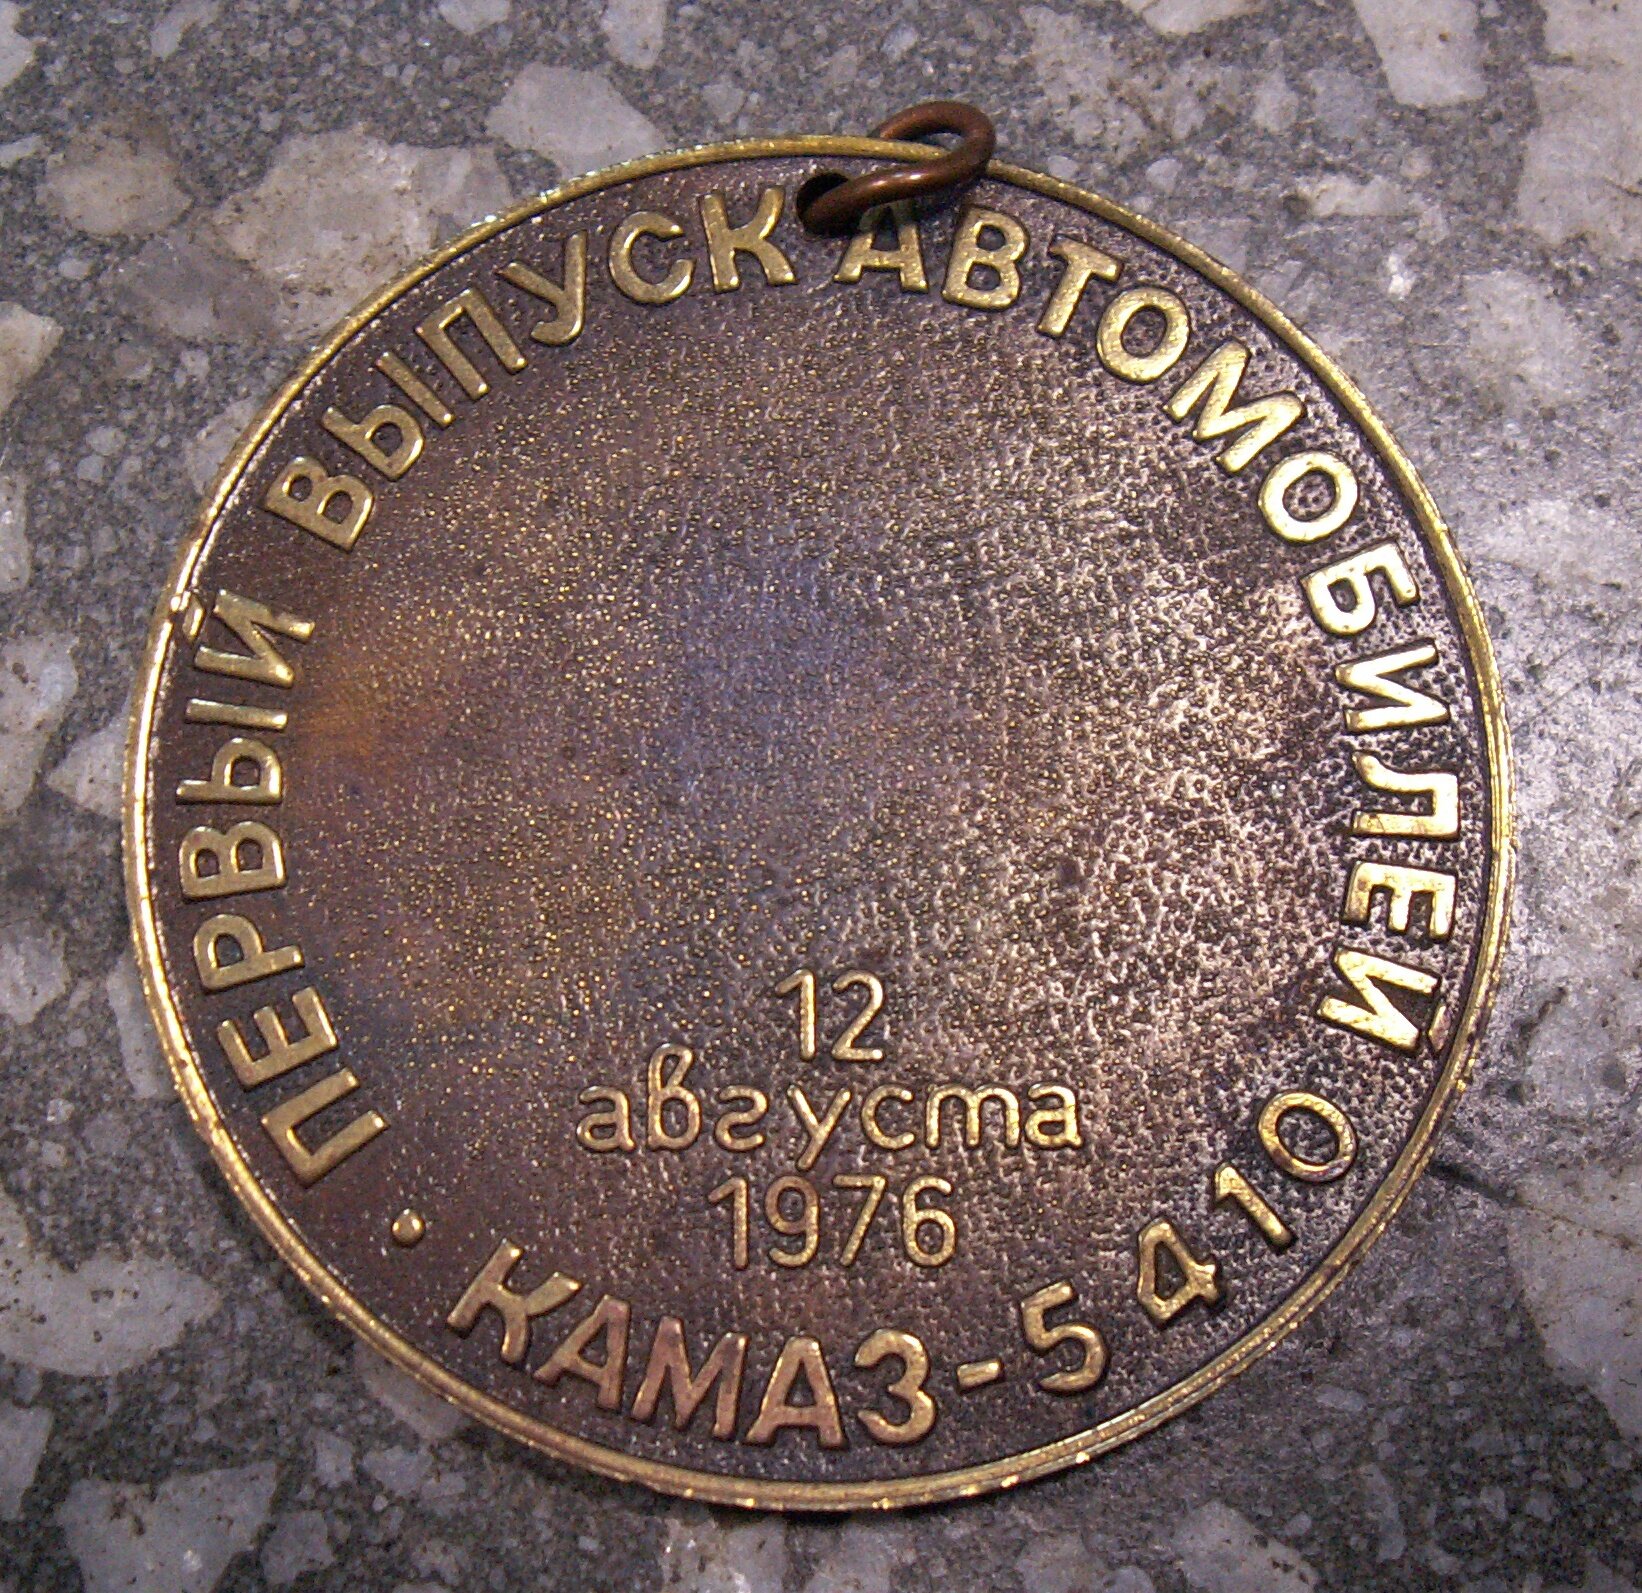 ПЕРВЫЙ ВЫПУСК АВТОМОБИЛЕЙ
12
августа
1976
· КАМАЗ-5410